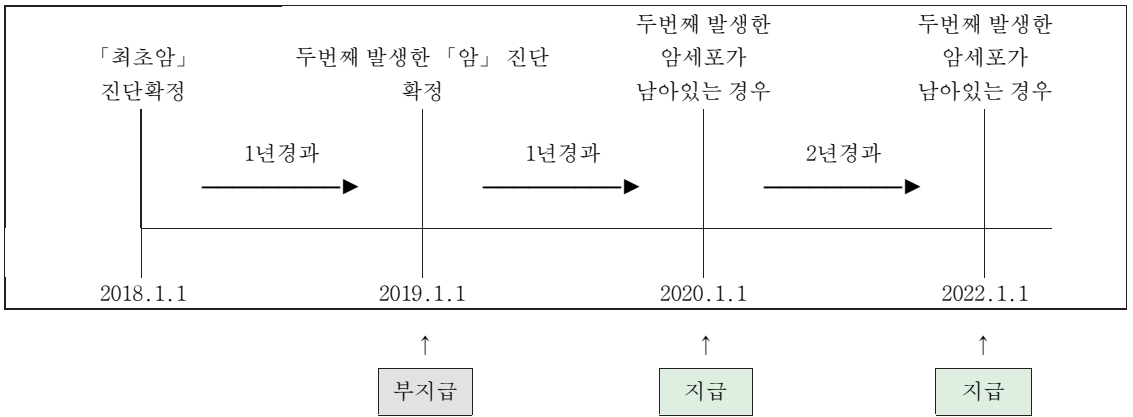 「최초암」
진단확정
두번째 발생한 「암」 진단
확정
두번째 발생한
암세포가
남아있는 경우
두번째 발생한
암세포가
남아있는 경우
1년경과
1년경과
2년경과
2018.1.1
2019.1.1
2020.1.1
2022.1.1
↑
↑
↑
부지급
지급
지급